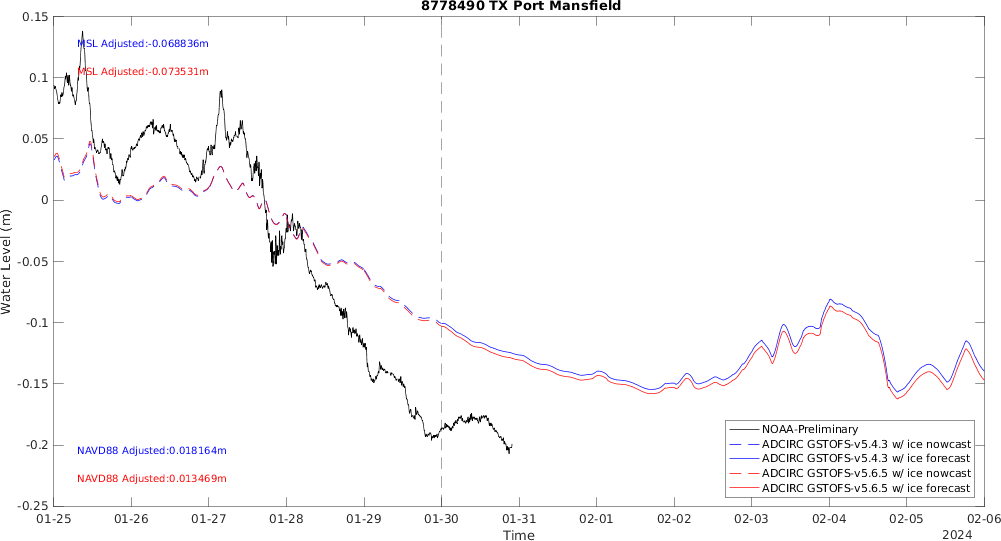 8778490 TX Port Mansfield
0.15
0.1
0.05
0
-0.05
-0.1
-0.15
-0.2
-0.25
Water Level (m)
MSL Adjusted:-0.068836m
MSL Adjusted:-0.073531m
NAVD88 Adjusted:0.018164m
NAVD88 Adjusted:0.013469m
NOAA-Preliminary
ADCIRC GSTOFS-v5.4.3 w/ ice nowcast
ADCIRC GSTOFS-v5.4.3 w/ ice forecast
ADCIRC GSTOFS-v5.6.5 w/ ice nowcast
ADCIRC GSTOFS-v5.6.5 w/ ice forecast
01-25 01-26 01-27 01-28 01-29 01-30 01-31 02-01 02-02 02-03 02-04 02-05 02-06
Time
2024